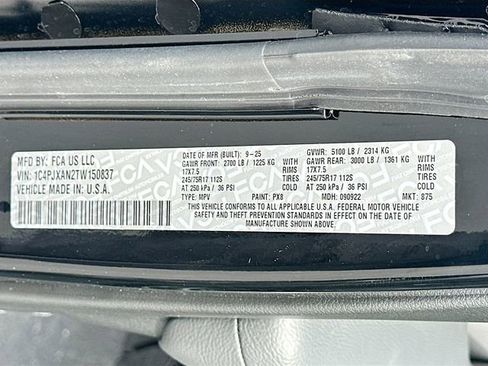 MFD BY: FCA US LLC
VIN: 1C4PJXAN2TW150837
VEHICLE MADE IN: U.S.A.
DATE OF MFR (BUILT): 9-25 GVWR: 5100 LB / 2314 KG
GAWR FRONT: 2700 LB / 1225 KG WITH GAWR REAR: 3000 LB / 1361 KG WITH
17X7.5 RIMS 17X7.5 RIMS
245/75R17 112S TIRES 245/75R17 112S TIRES
AT 250 kPa / 36 PSI AT 250 kPa / 36 PSI
TYPE: MPV PAINT: PX8 MDH: 090922 MKT: 875
THIS VEHICLE CONFORMS TO ALL APPLICABLE U.S.A. FEDERAL MOTOR VEHICLE
SAFETY, BUMPER, AND THEFT PREVENTION STANDARDS IN EFFECT ON THE DATE OF
MANUFACTURE SHOWN ABOVE.